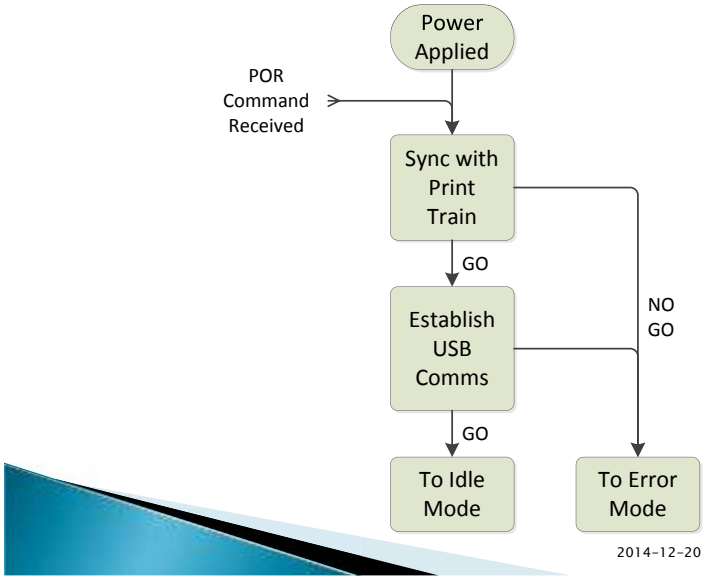 Power
Applied
POR
Command
Received
Sync with
Print
Train
GO
Establish
USB
Comms
NO
GO
GO
To Idle
Mode
To Error
Mode
2014-12-20